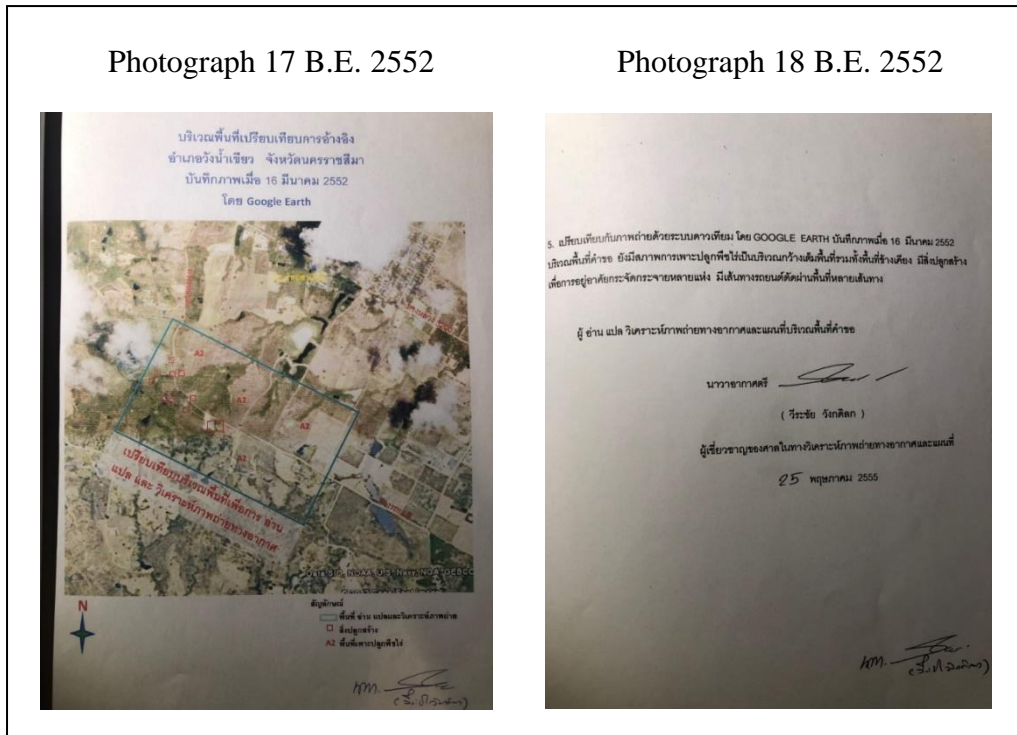 Photograph 17 B.E. 2552
บริเวณพื้นที่เปรียบเทียบการอ้างอิง
อำเภอวังน้ำเขียว จังหวัดนครราชสีมา
บันทึกภาพเมื่อ 16 มีนาคม 2552
โดย Google Earth
A2
A2
A2
A2
เปรียบเทียบบริเวณพื้นที่เพื่อการ อ่าน
แปล และ วิเคราะห์ภาพถ่ายทางอากาศ
Data SIO, NOAA, U.S. Navy, NGA, GEBCO
N
สัญลักษณ์
พื้นที่ อ่าน แปลและวิเคราะห์ภาพถ่าย
สิ่งปลูกสร้าง
A2 พื้นที่เพาะปลูกพืชไร่
Photograph 18 B.E. 2552
5. เปรียบเทียบกับภาพถ่ายด้วยระบบดาวเทียม โดย GOOGLE EARTH บันทึกภาพเมื่อ 16 มีนาคม 2552
บริเวณพื้นที่คำขอ ยังมีสภาพการเพาะปลูกพืชไร่เป็นบริเวณกว้างเต็มพื้นที่รวมทั้งพื้นที่ข้างเคียง มีสิ่งปลูกสร้าง
เพื่อการอยู่อาศัยกระจัดกระจายหลายแห่ง มีเส้นทางรถยนต์ตัดผ่านพื้นที่หลายเส้นทาง
ผู้ อ่าน แปล วิเคราะห์ภาพถ่ายทางอากาศและแผนที่บริเวณพื้นที่คำขอ
นาวาอากาศตรี
( วีระชัย วังกติลก )
ผู้เชี่ยวชาญของศาลในทางวิเคราะห์ภาพถ่ายทางอากาศและแผนที่
25 พฤษภาคม 2555